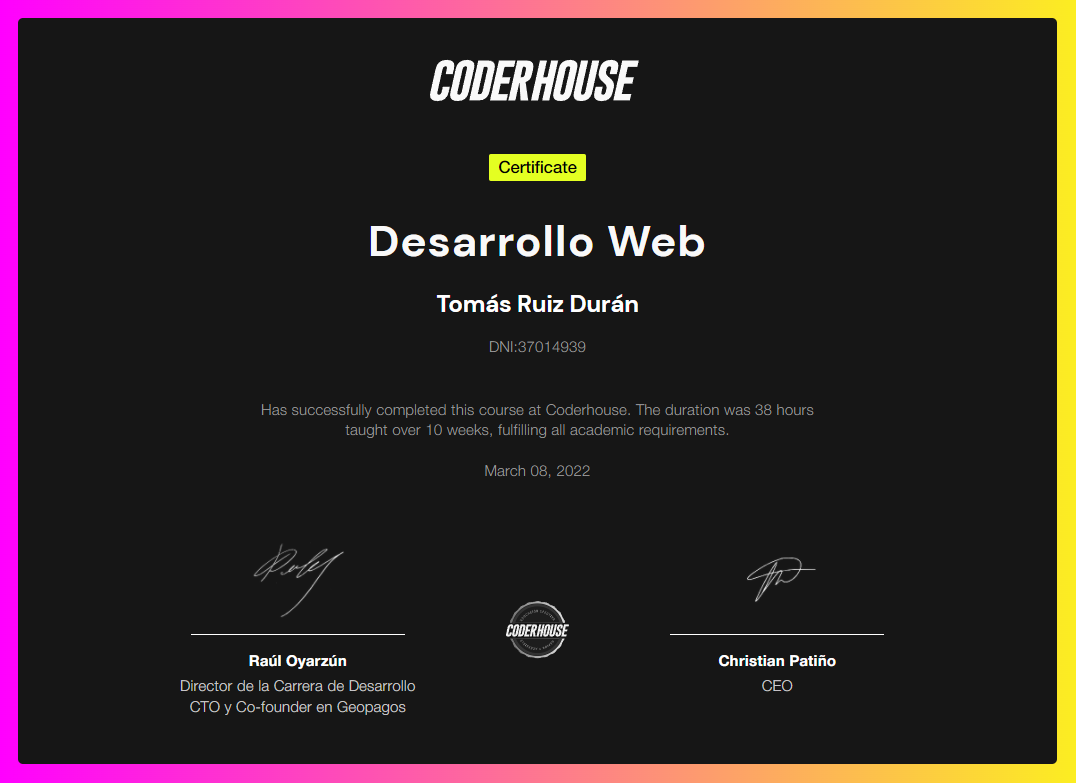 CODERHOUSE
Certificate
Desarrollo Web
Tomás Ruiz Durán
DNI:37014939
Has successfully completed this course at Coderhouse. The duration was 38 hours
taught over 10 weeks, fulfilling all academic requirements.
March 08, 2022
CODERHOUSE
Raúl Oyarzún
Director de la Carrera de Desarrollo
CTO y Co-founder en Geopagos
Christian Patiño
CEO